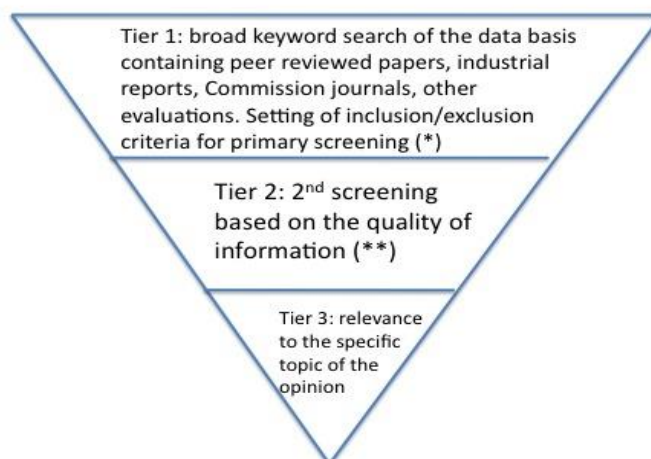 Tier 1: broad keyword search of the data basis
containing peer reviewed papers, industrial
reports, Commission journals, other
evaluations. Setting of inclusion/exclusion
criteria for primary screening (*)
Tier 2: 2nd screening
based on the quality of
information (**)
Tier 3: relevance
to the specific
topic of the
opinion